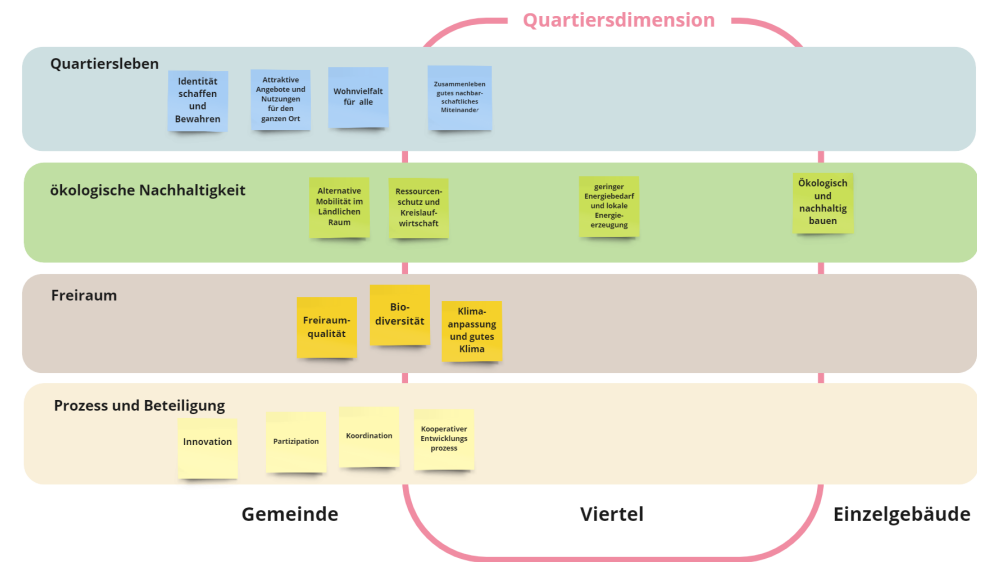 Quartiersdimension
Quartiersleben
Identität
schaffen
und
Bewahren
Attraktive
Angebote und
Nutzungen
für den
ganzen Ort
Wohnvielfalt
für alle
Zusammenleben
gutes nachber-
schaftliches
Miteinander
ökologische Nachhaltigkeit
Alternative
Mobilität im
Ländlichen
Raum
Ressourcen-
schutz und
Kreislauf-
wirtschaft
geringer
Energiebedarf
und lokale
Energie-
erzeugung
Ökologisch
und
nachhaltig
bauen
Freiraum
Freiraum-
qualität
Bio-
diversität
Klima-
anpassung
und gutes
Klima
Prozess und Beteiligung
Innovation
Partizipation
Koordination
Kooperativer
Entwicklungs
prozess
Gemeinde
Viertel
Einzelgebäude